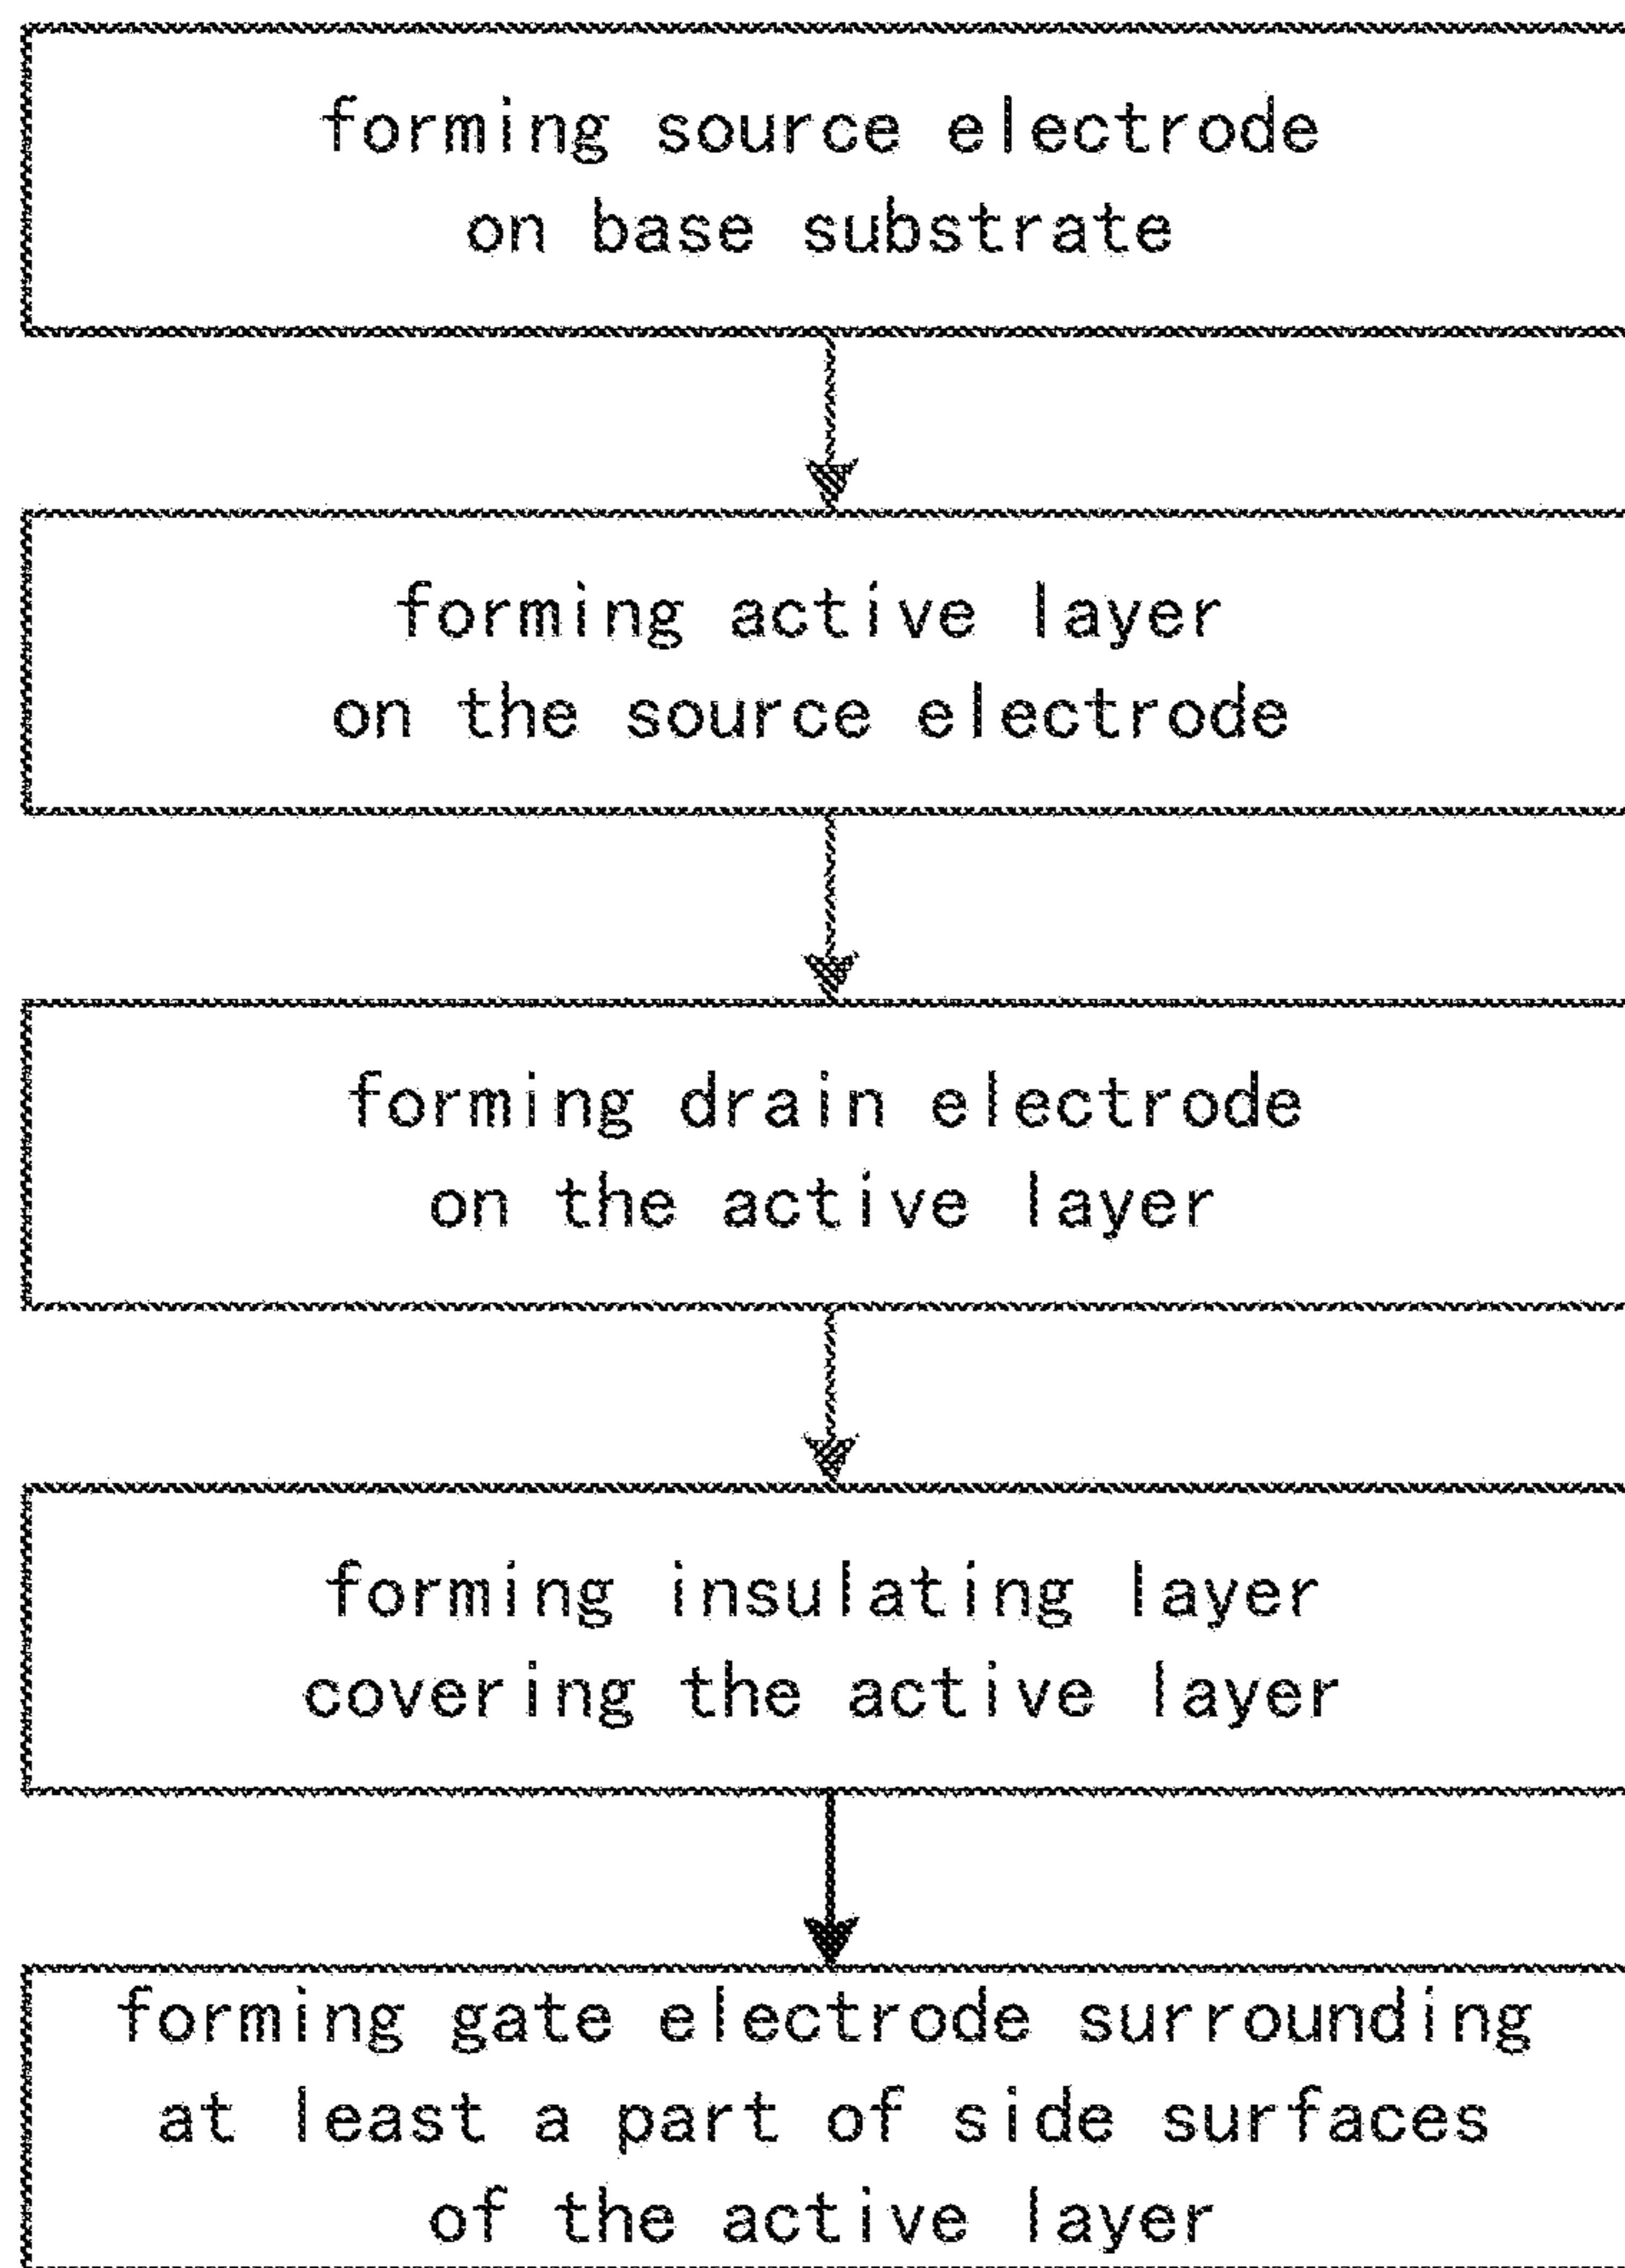 forming source electrode
on base substrate
forming active layer
on the source electrode
forming drain electrode
on the active layer
forming insulating layer
covering the active layer
forming gate electrode surrounding
at least a part of side surfaces
of the active layer